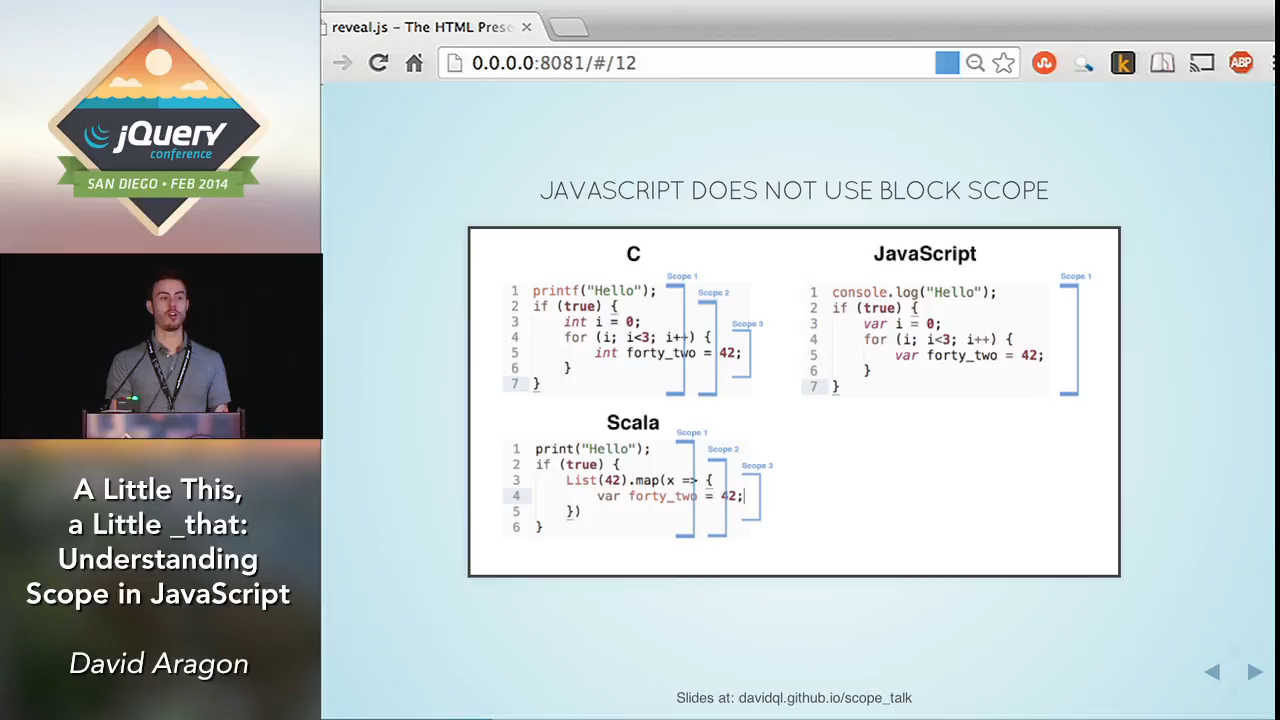 jQuery
conference
SAN DIEGO • FEB 2014
A Little This,
a Little _that:
Understanding
Scope in JavaScript
David Aragon
reveal.js – The HTML Prese
0.0.0.0:8081/#/12
k
ABP
JAVASCRIPT DOES NOT USE BLOCK SCOPE
C
Scope 1
Scope 2
Scope 3
1 printf("Hello");
2 if (true) {
3 int i = 0;
4 for (i; i<3; i++) {
5 int forty_two = 42;
6 }
7 }
JavaScript
Scope 1
1 console.log("Hello");
2 if (true) {
3 var i = 0;
4 for (i; i<3; i++) {
5 var forty_two = 42;
6 }
7 }
Scala
Scope 1
Scope 2
Scope 3
1 print("Hello");
2 if (true) {
3 List(42).map(x => {
4 var forty_two = 42;
5 })
6 }
Slides at: davidql.github.io/scope_talk